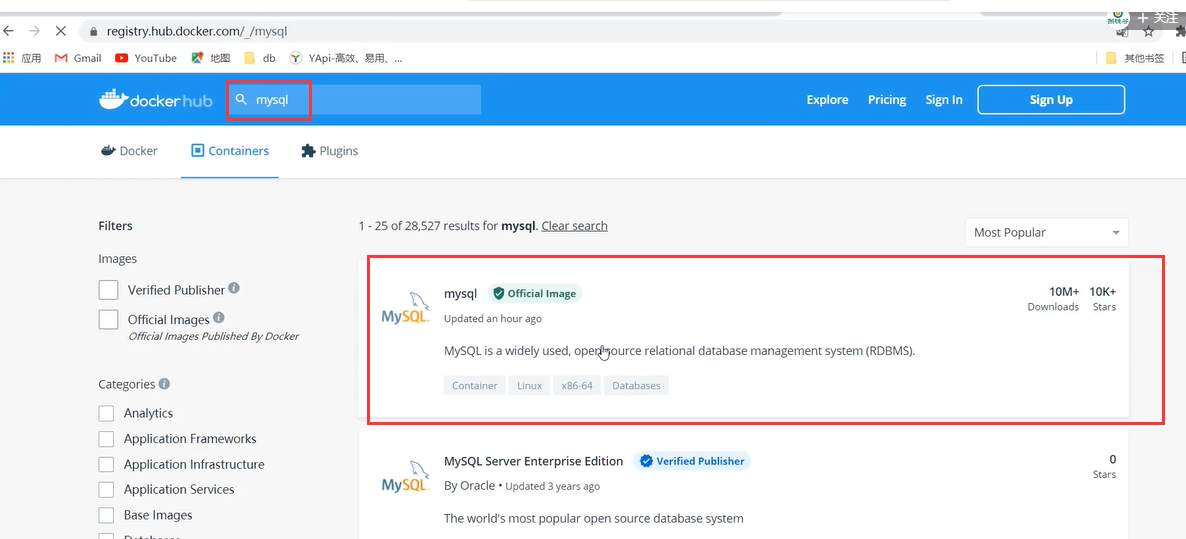 + 关注
registry.hub.docker.com/_/mysql
应用 Gmail YouTube 地图 db YApi-高效、易用、... 其他书签
docker hub mysql Explore Pricing Sign In Sign Up
Docker Containers Plugins
Filters 1 - 25 of 28,527 results for mysql. Clear search
Most Popular
Images
Verified Publisher
Official Images
Official Images Published By Docker
Categories
Analytics
Application Frameworks
Application Infrastructure
Application Services
Base Images
MySQL
mysql Official Image 10M+ 10K+
Updated an hour ago Downloads Stars
MySQL is a widely used, open-source relational database management system (RDBMS).
Container Linux x86-64 Databases
MySQL
MySQL Server Enterprise Edition Verified Publisher 0
By Oracle • Updated 3 years ago Stars
The world's most popular open source database system